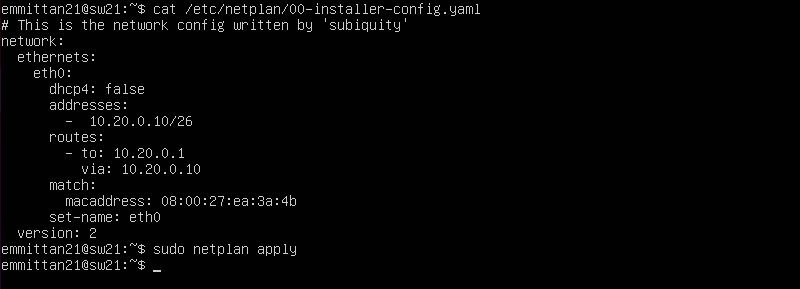 emmittan21@sw21:~$ cat /etc/netplan/00-installer-config.yaml
# This is the network config written by 'subiquity'
network:
  ethernets:
    eth0:
      dhcp4: false
      addresses:
        -  10.20.0.10/26
      routes:
        - to: 10.20.0.1
          via: 10.20.0.10
      match:
        macaddress: 08:00:27:ea:3a:4b
      set-name: eth0
  version: 2
emmittan21@sw21:~$ sudo netplan apply
emmittan21@sw21:~$ _